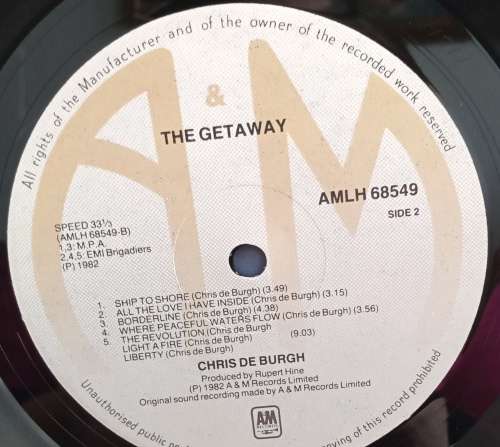 All rights of the Manufacturer and of the owner of the recorded work reserved
A & M
THE GETAWAY
AMLH 68549
SIDE 2
SPEED 33⅓
(AMLH 68549-B)
1,3: M.P.A.
2,4,5: EMI Brigadiers
(P) 1982
1. SHIP TO SHORE (Chris de Burgh) (3.49)
2. ALL THE LOVE I HAVE INSIDE (Chris de Burgh) (3.15)
3. BORDERLINE (Chris de Burgh) (4.38)
4. WHERE PEACEFUL WATERS FLOW (Chris de Burgh) (3.56)
5. THE REVOLUTION (Chris de Burgh
LIGHT A FIRE (Chris de Burgh) (9.03)
LIBERTY (Chris de Burgh)
CHRIS DE BURGH
Produced by Rupert Hine
(P) 1982 A & M Records Limited
Original sound recording made by A & M Records Limited
AM
RECORDS
Unauthorised public
pying of this record prohibited